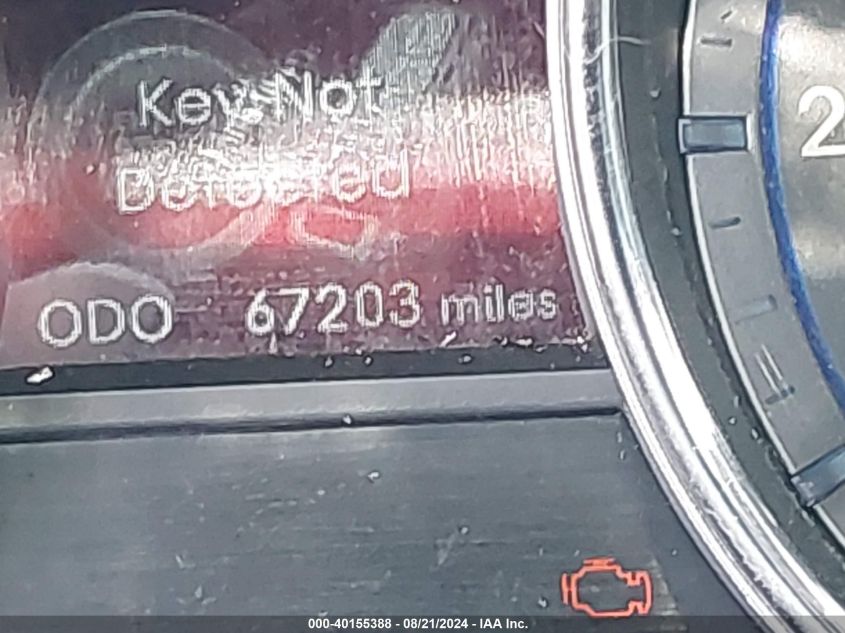 Key Not
Detected
ODO 67203 miles
2
000-40155388 - 08/21/2024 - IAA Inc.